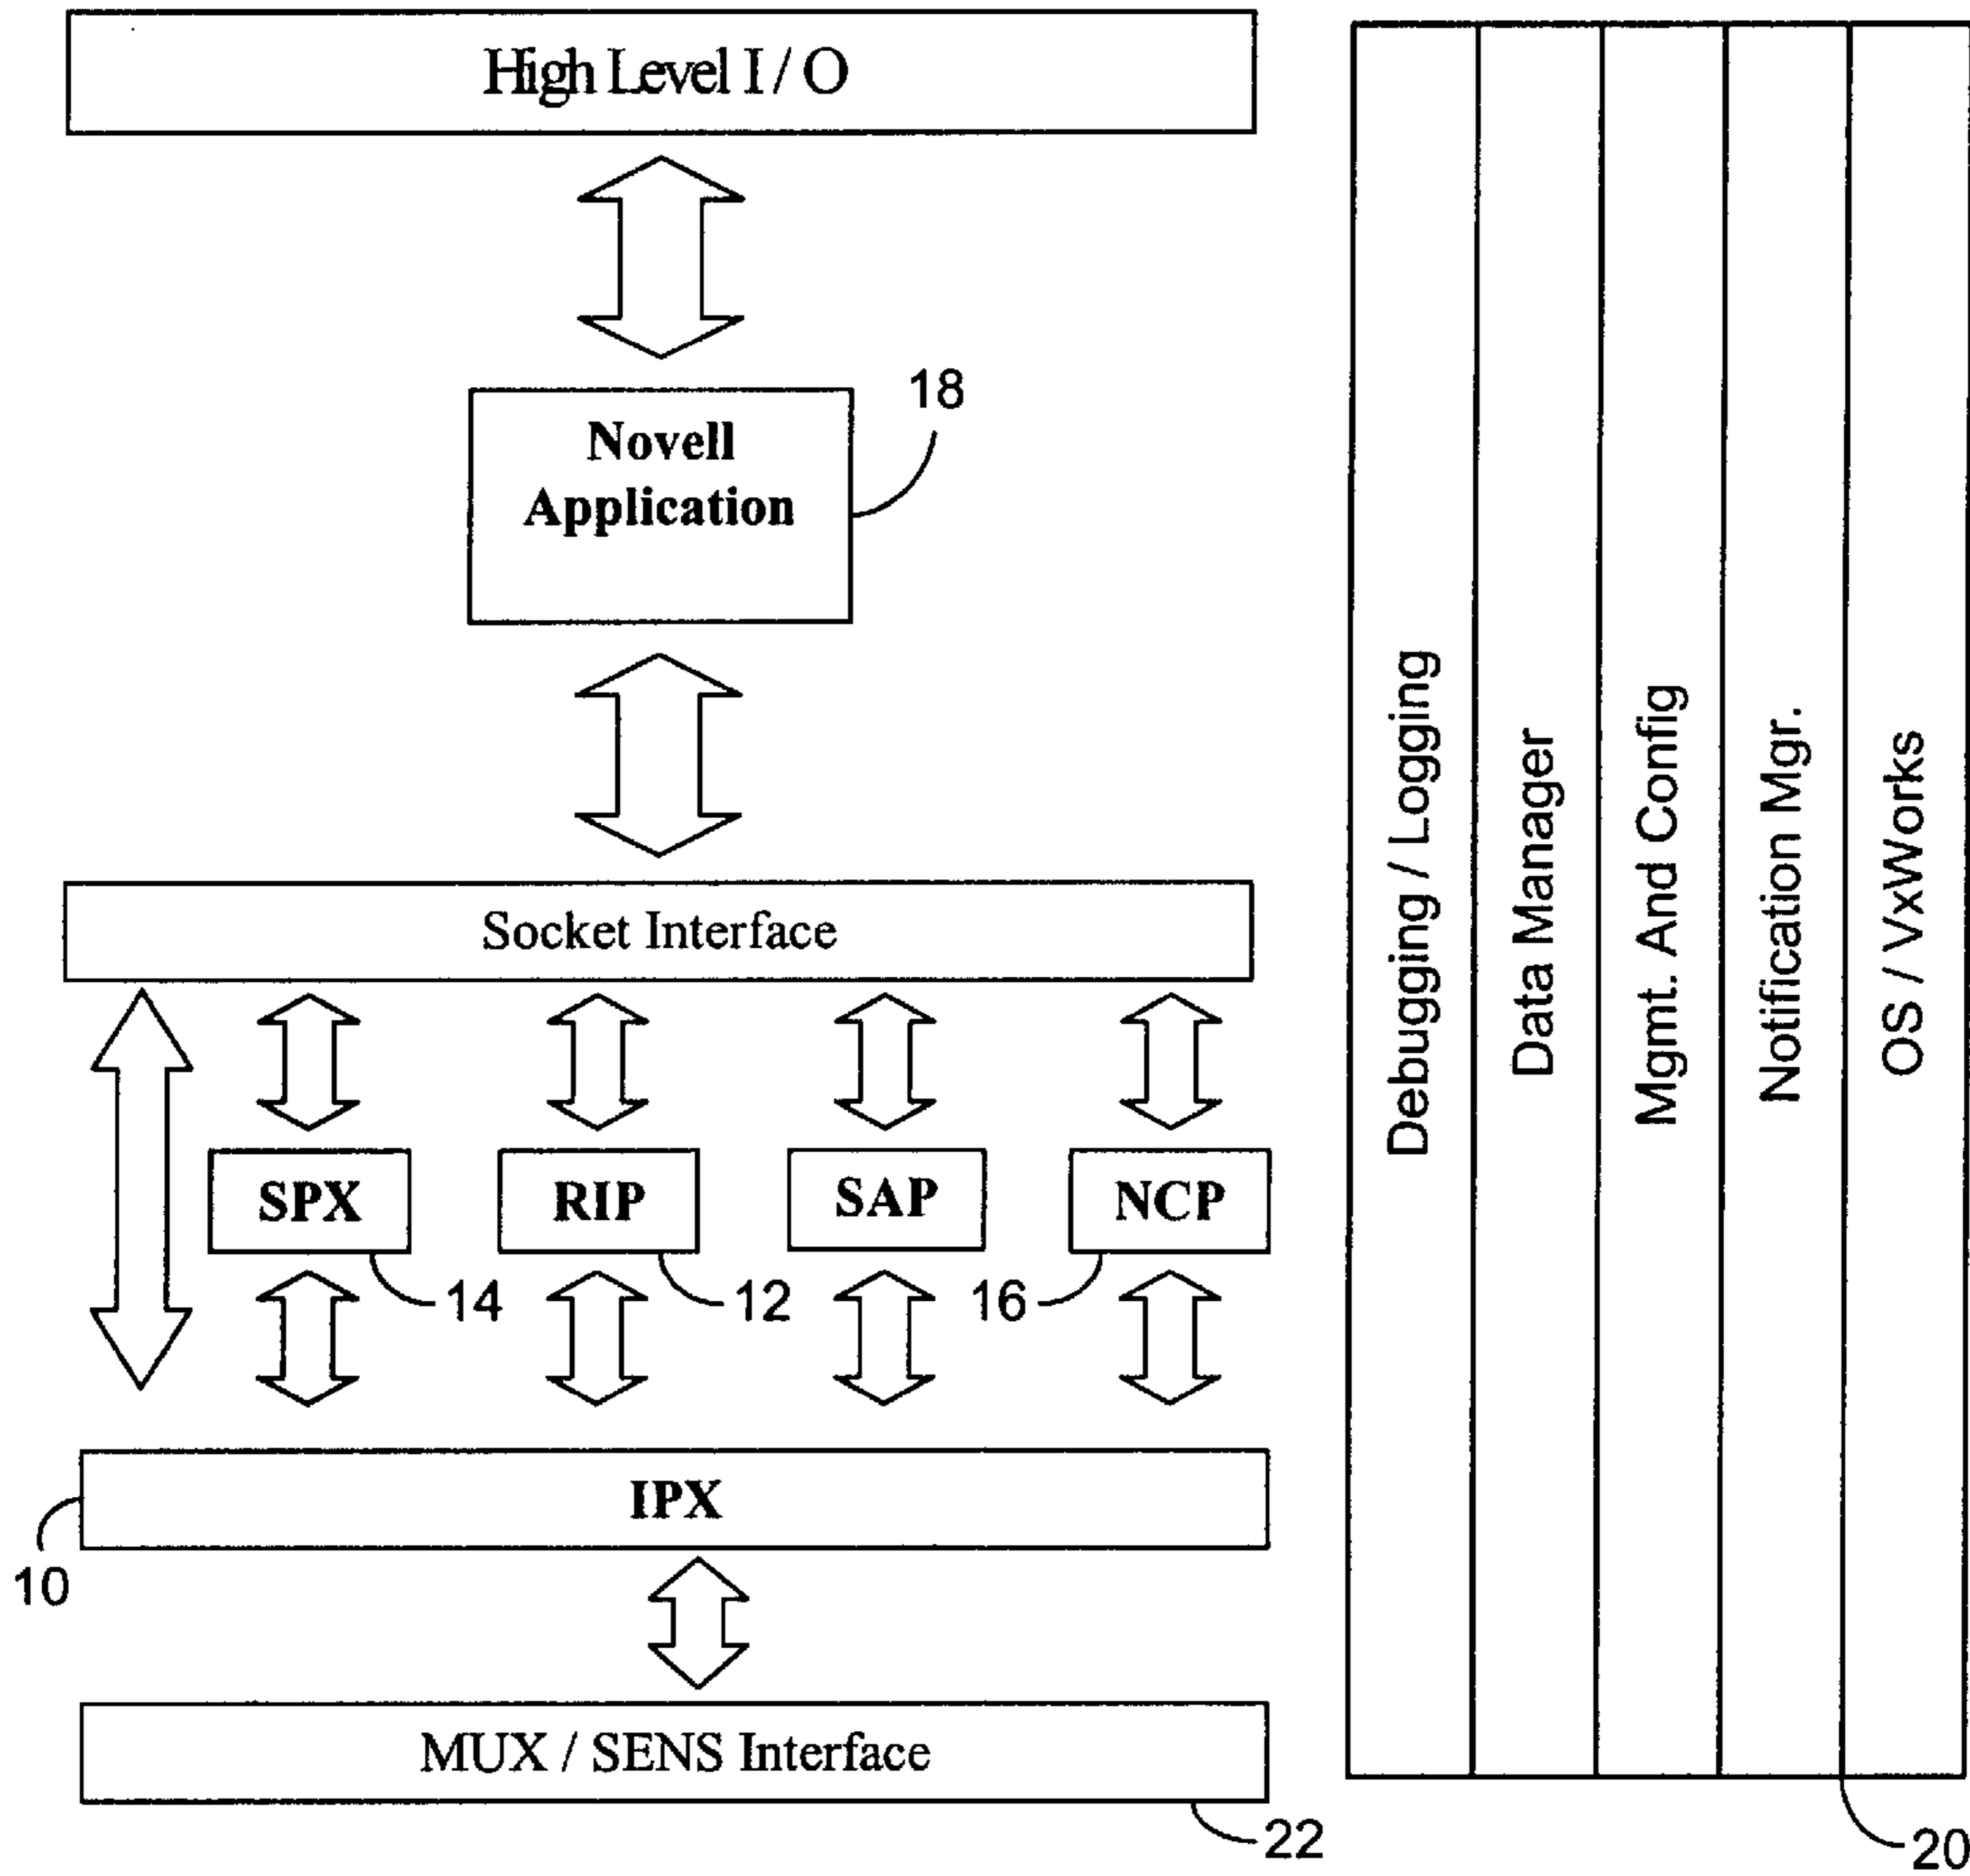 High Level I / O
18
Novell
Application
Socket Interface
SPX
RIP
SAP
NCP
14
12
16
IPX
10
MUX / SENS Interface
22
Debugging / Logging
Data Manager
Mgmt. And Config
Notification Mgr.
OS / VxWorks
20